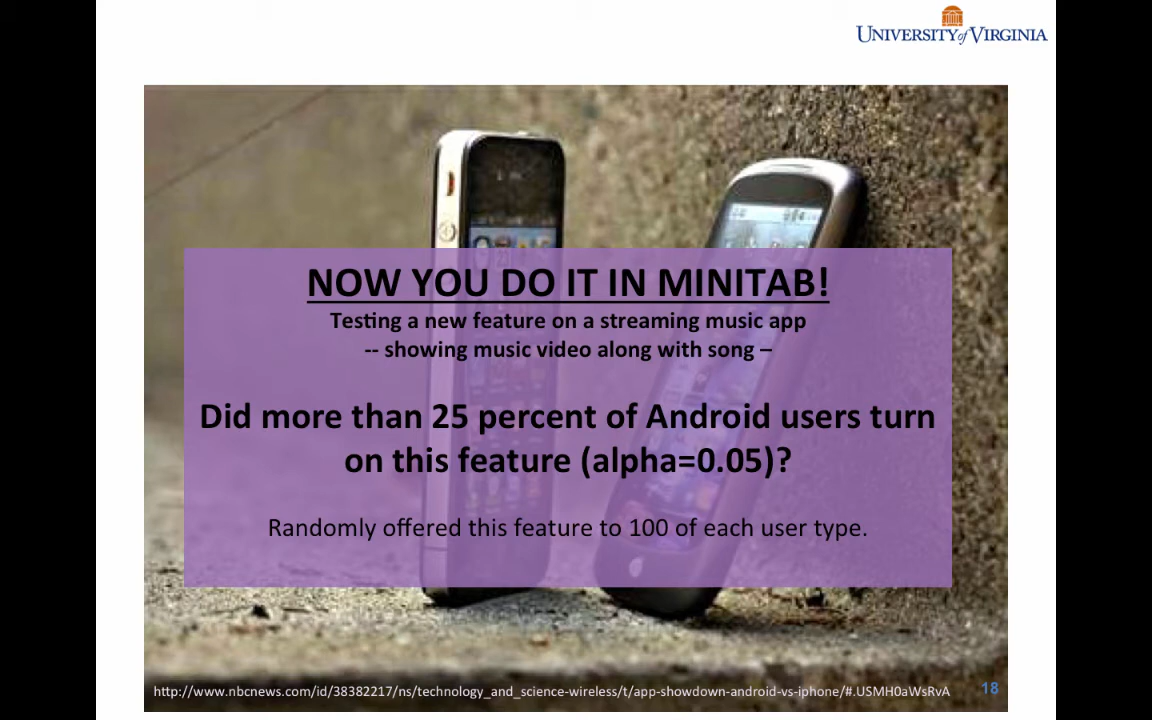 UNIVERSITY of VIRGINIA
NOW YOU DO IT IN MINITAB!
Testing a new feature on a streaming music app
-- showing music video along with song –
Did more than 25 percent of Android users turn
on this feature (alpha=0.05)?
Randomly offered this feature to 100 of each user type.
http://www.nbcnews.com/id/38382217/ns/technology_and_science-wireless/t/app-showdown-android-vs-iphone/#.USMH0aWsRvA
18